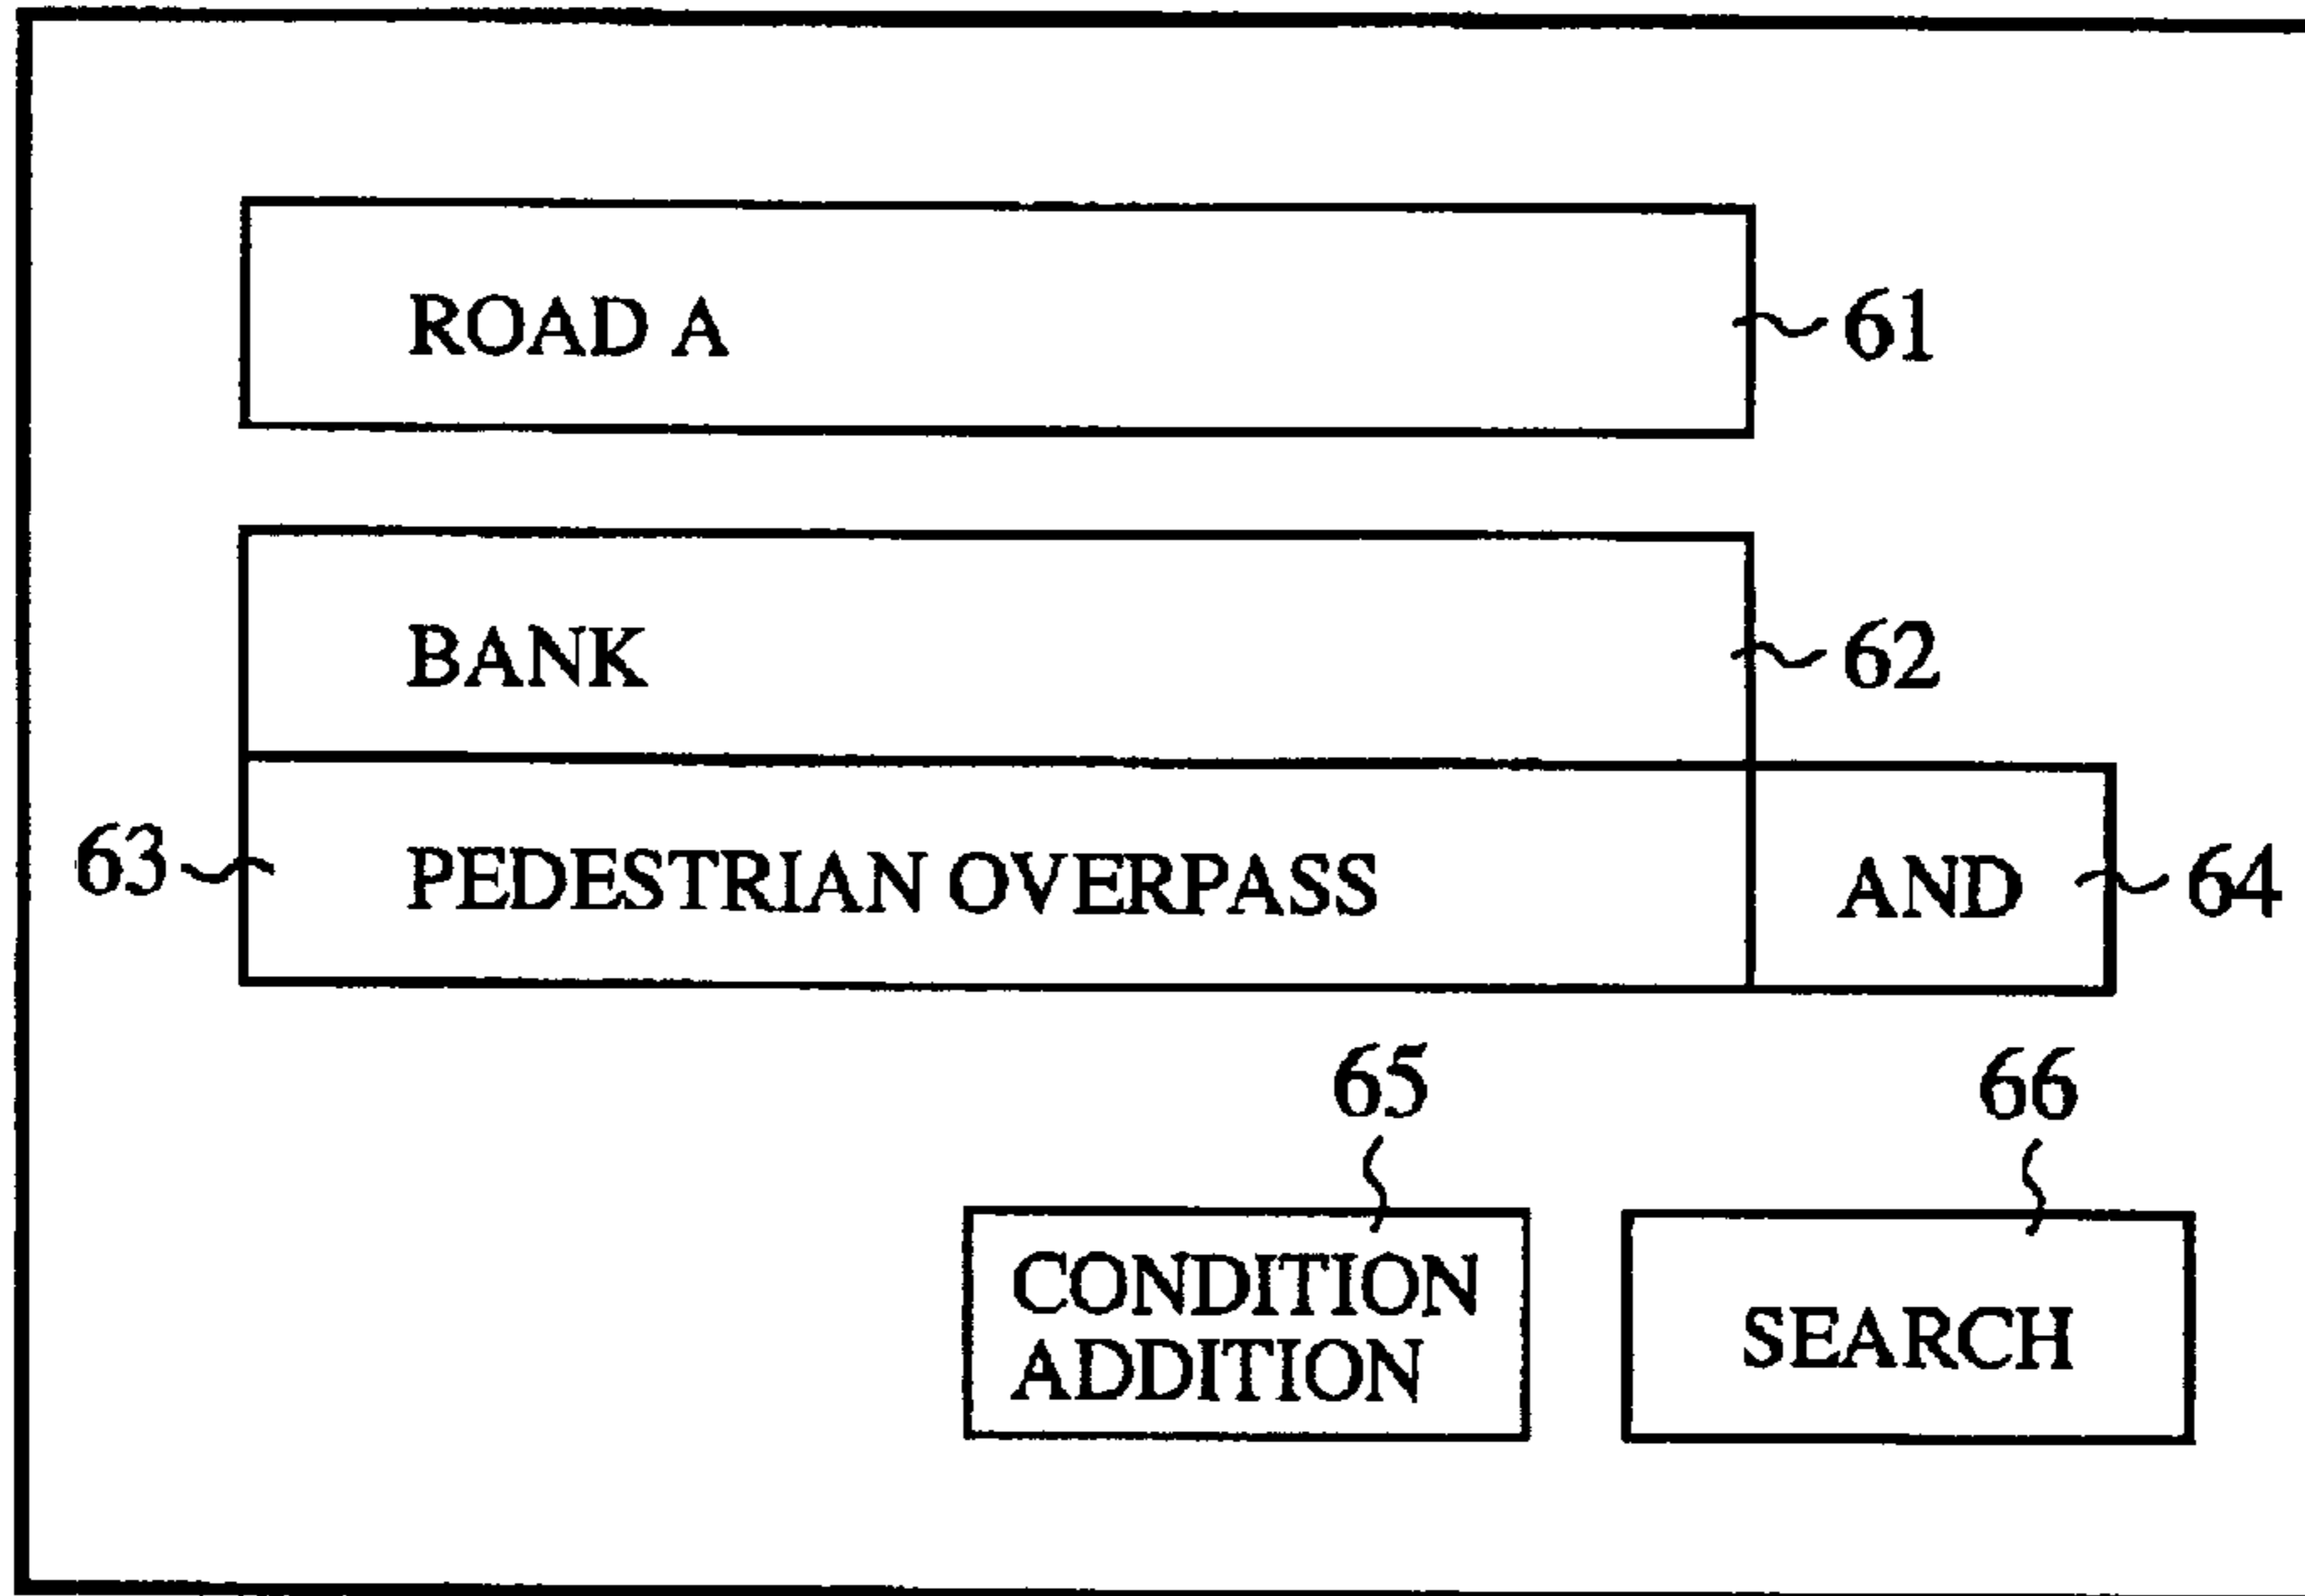 ROAD A 61
BANK 62
63 PEDESTRIAN OVERPASS AND 64
65 66
CONDITION
ADDITION
SEARCH